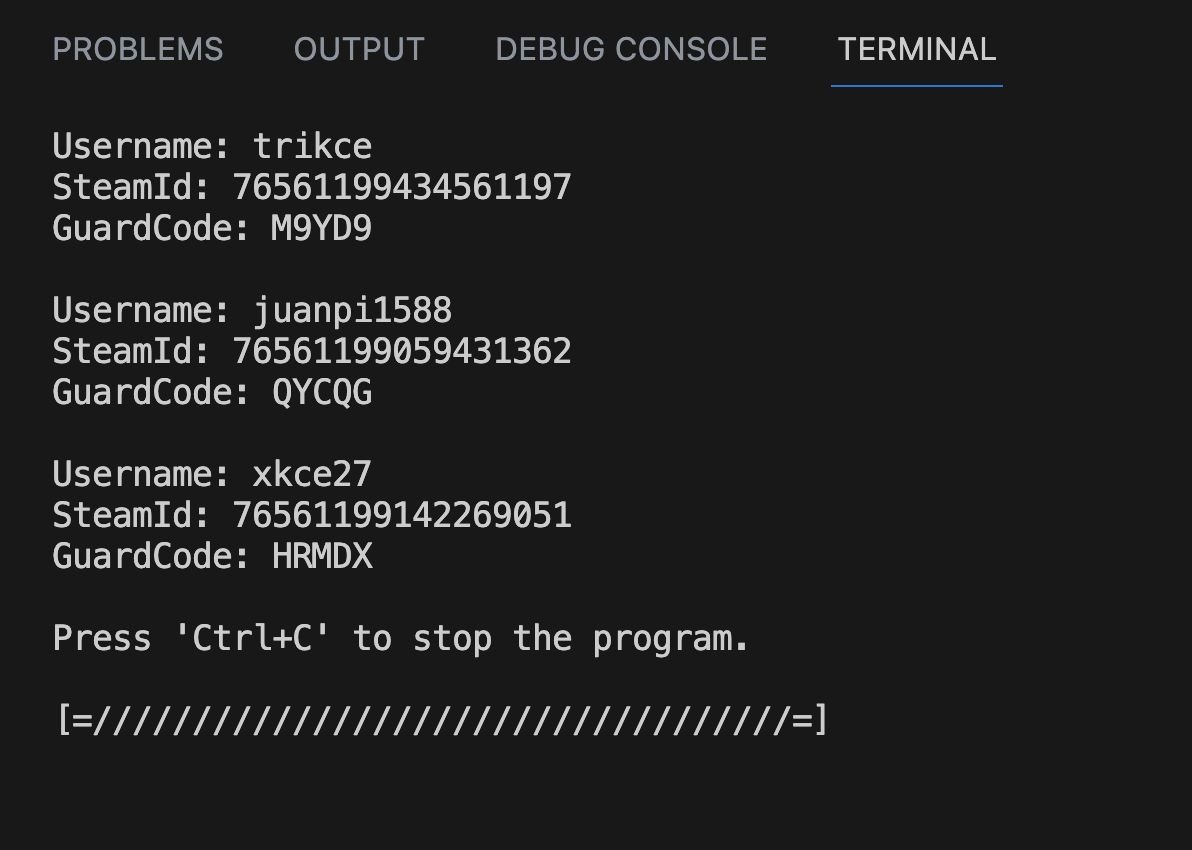 PROBLEMS OUTPUT DEBUG CONSOLE TERMINAL
Username: trikce
SteamId: 76561199434561197
GuardCode: M9YD9
Username: juanpi1588
SteamId: 76561199059431362
GuardCode: QYCQG
Username: xkce27
SteamId: 76561199142269051
GuardCode: HRMDX
Press 'Ctrl+C' to stop the program.
[=///////////////////////////////////=]